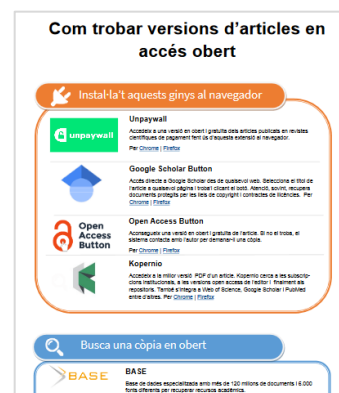 Com trobar versions d'articles en
accés obert
Instal·la't aquests ginys al navegador
unpaywall
Unpaywall
Accedeix a una versió en obert i gratuïta dels articles publicats en revistes
científiques de pagament fent ús d'aquesta extensió al navegador.
Per Chrome | Firefox
Google Scholar Button
Accés directe a Google Scholar des de qualsevol web. Selecciona el títol de
l'article a qualsevol pàgina i troba'l clicant el botó. Atenció, sovint, recupera
documents protegits per les lleis de copyright i contractes de llicències. Per
Chrome | Firefox
Open
Access
Button
Open Access Button
Aconsegueix una versió en obert i gratuïta de l'article. Si no el troba, el
sistema contacta amb l'autor per demanar-li una còpia.
Per Chrome | Firefox
Kopernio
Accedeix a la millor versió PDF d'un article. Kopernio cerca a les subscrip-
cions institucionals, a les versions open access de l'editor i finalment als
repositoris. També s'integra a Web of Science, Google Scholar i PubMed
entre d'altres. Per Chrome | Firefox
Busca una còpia en obert
BASE
BASE
Base de dades especialitzada amb més de 120 milions de documents i 6.000
fonts diferents per recuperar recursos acadèmics.